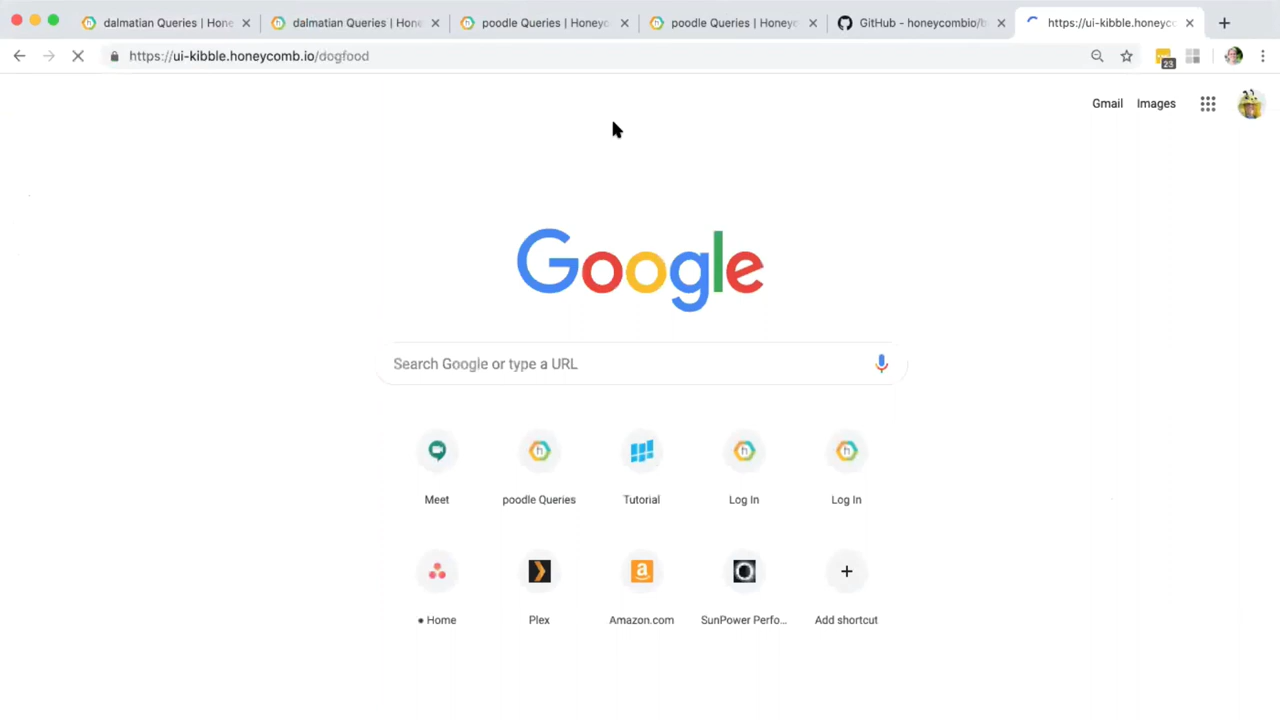 dalmatian Queries | Hone
dalmatian Queries | Hone
poodle Queries | Honeyc
poodle Queries | Honeyc
GitHub - honeycombio/b
https://ui-kibble.honeyc
https://ui-kibble.honeycomb.io/dogfood
23
Gmail
Images
Google
Search Google or type a URL
Meet
poodle Queries
Tutorial
Log In
Log In
Home
Plex
Amazon.com
SunPower Perfo...
Add shortcut